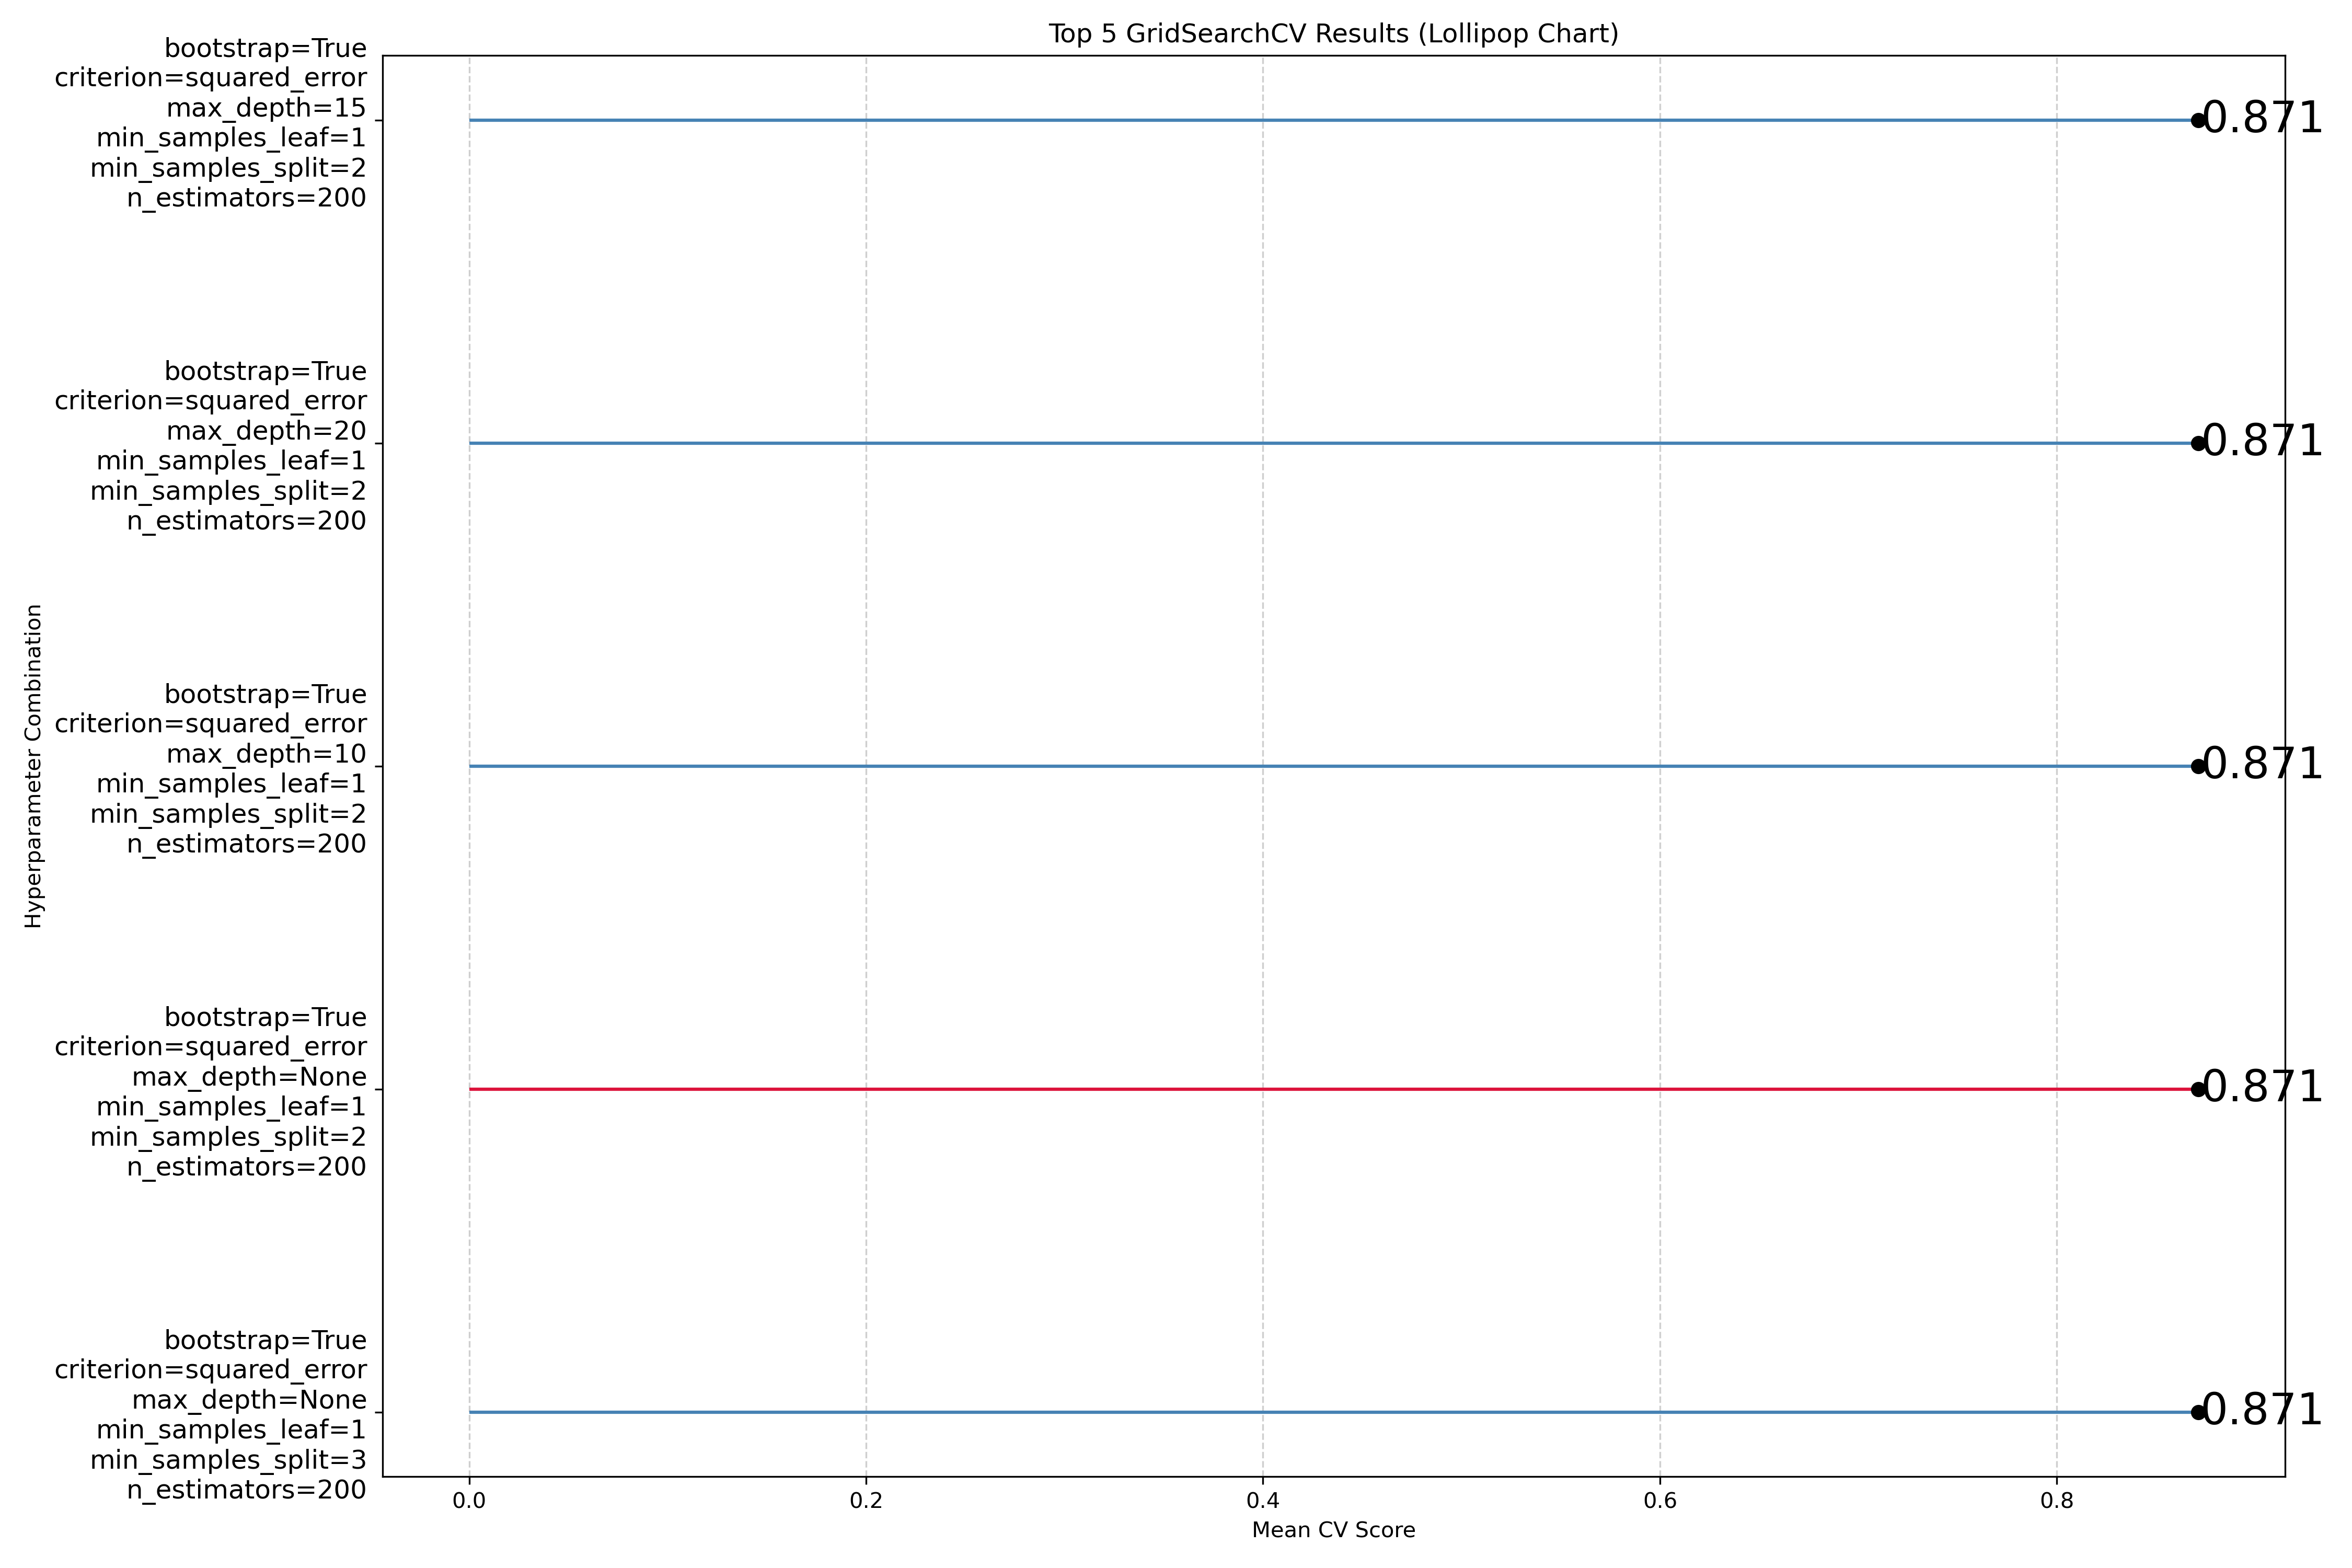 Top 5 GridSearchCV Results (Lollipop Chart)
Hyperparameter Combination
bootstrap=True
criterion=squared_error
max_depth=15
min_samples_leaf=1
min_samples_split=2
n_estimators=200
0.871
bootstrap=True
criterion=squared_error
max_depth=20
min_samples_leaf=1
min_samples_split=2
n_estimators=200
0.871
bootstrap=True
criterion=squared_error
max_depth=10
min_samples_leaf=1
min_samples_split=2
n_estimators=200
0.871
bootstrap=True
criterion=squared_error
max_depth=None
min_samples_leaf=1
min_samples_split=2
n_estimators=200
0.871
bootstrap=True
criterion=squared_error
max_depth=None
min_samples_leaf=1
min_samples_split=3
n_estimators=200
0.871
0.0 0.2 0.4 0.6 0.8
Mean CV Score